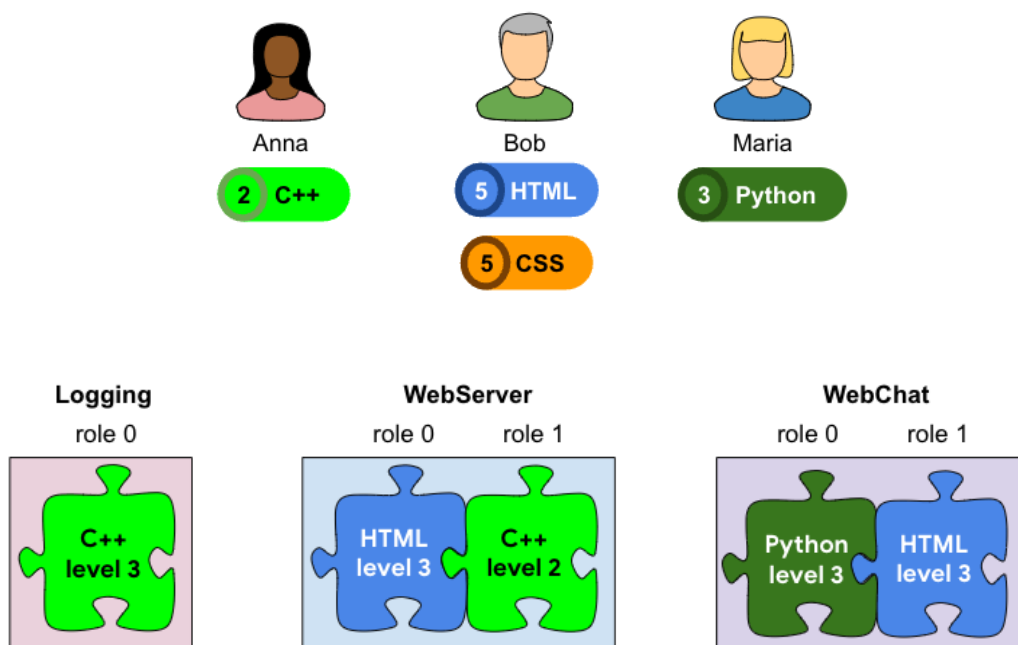 Anna
Bob
Maria
2 C++
5 HTML
3 Python
5 CSS
Logging
WebServer
WebChat
role 0
role 0
role 1
role 0
role 1
C++
level 3
HTML
level 3
C++
level 2
Python
level 3
HTML
level 3